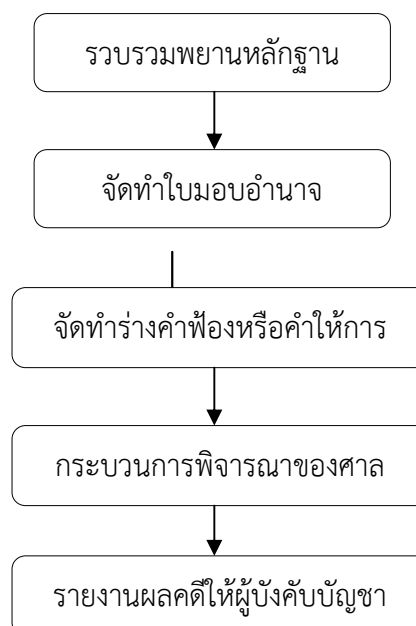 รวบรวมพยานหลักฐาน
จัดทำใบมอบอำนาจ
จัดทำร่างคำฟ้องหรือคำให้การ
กระบวนการพิจารณาของศาล
รายงานผลคดีให้ผู้บังคับบัญชา